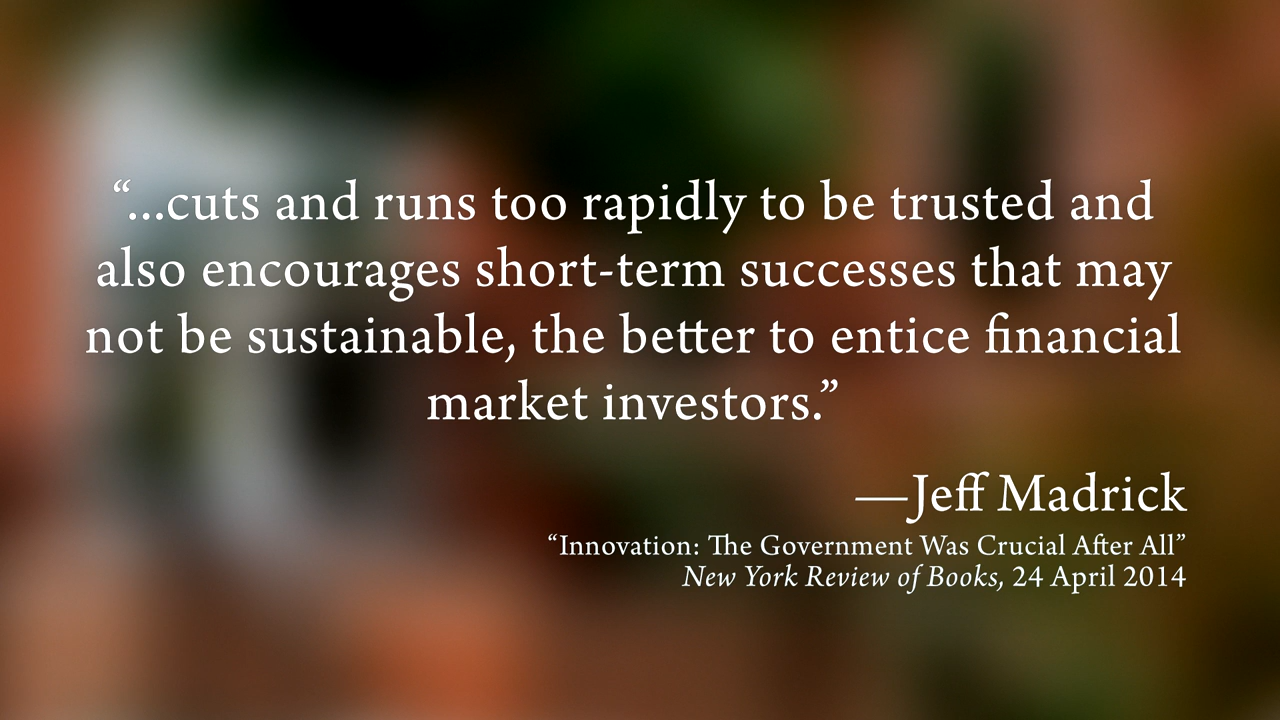 “...cuts and runs too rapidly to be trusted and
also encourages short-term successes that may
not be sustainable, the better to entice financial
market investors.”
—Jeff Madrick
“Innovation: The Government Was Crucial After All”
New York Review of Books, 24 April 2014